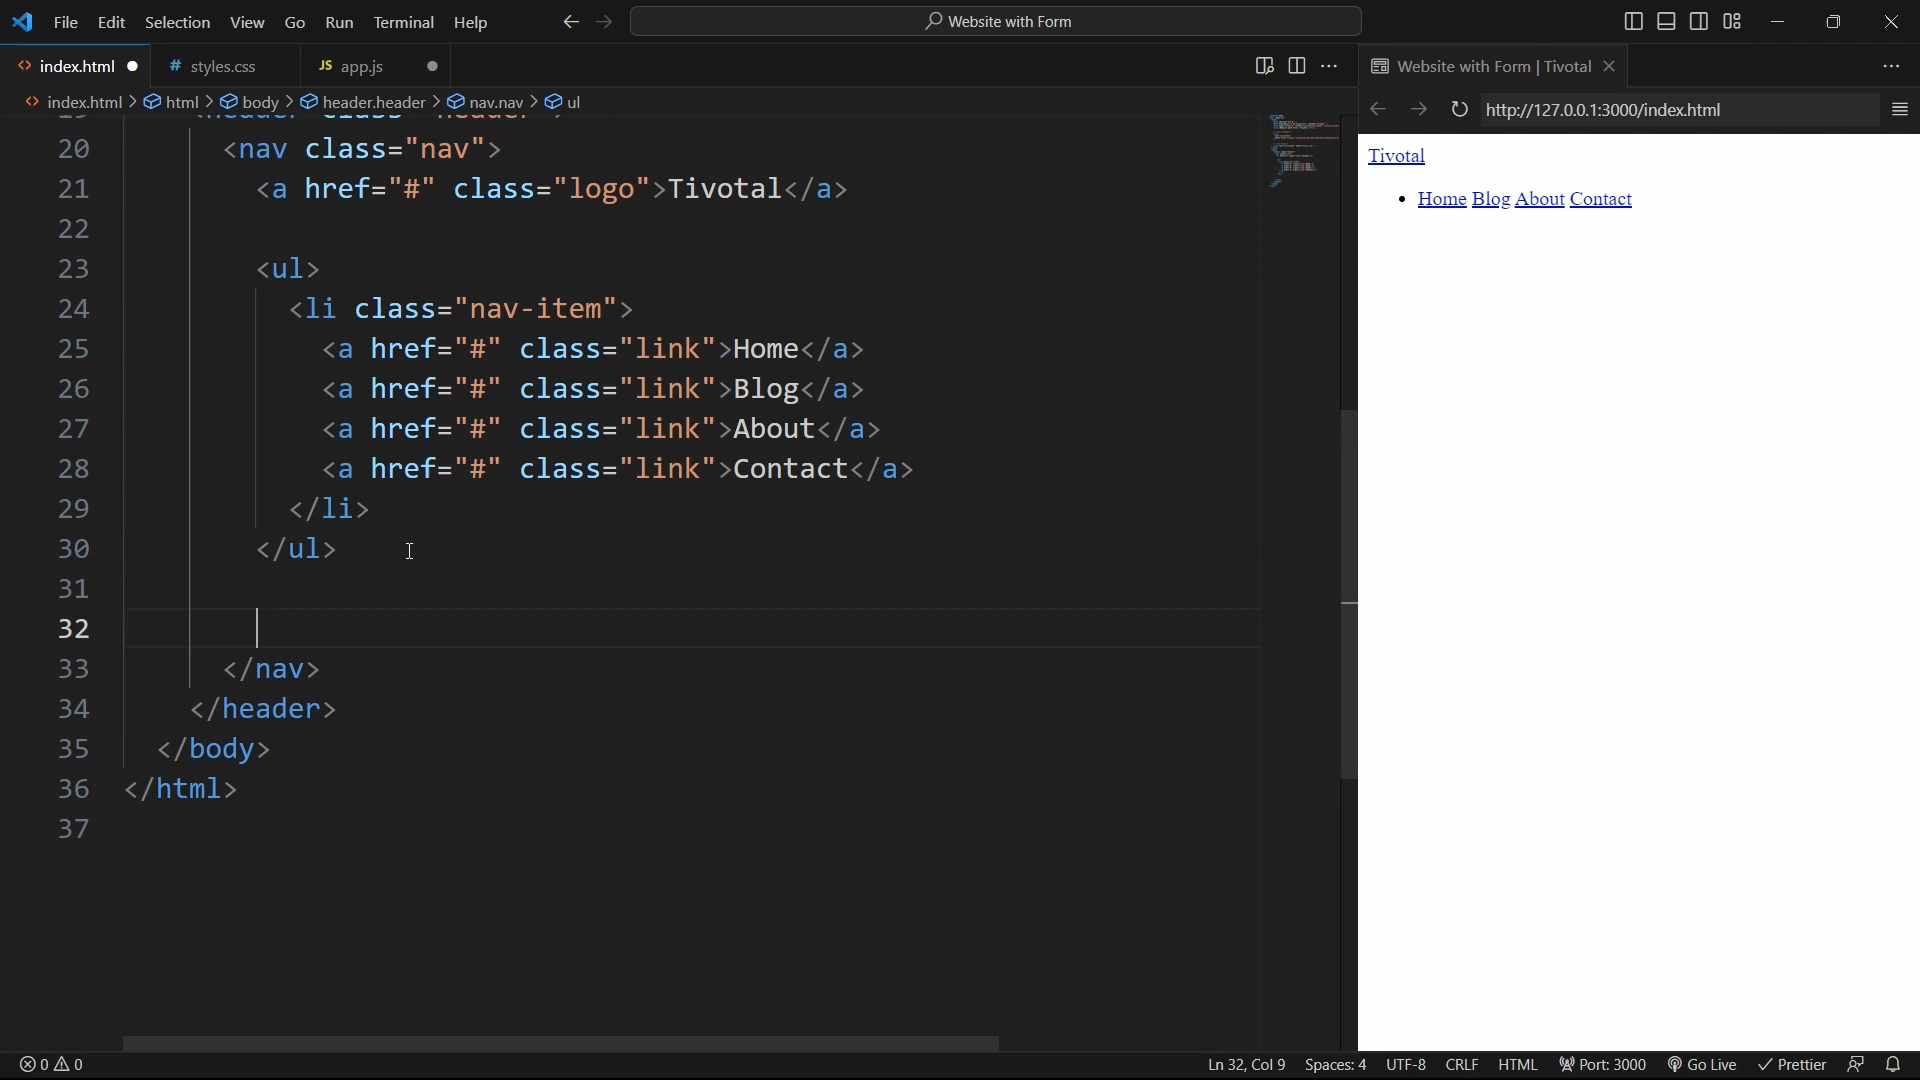 File Edit Selection View Go Run Terminal Help
Website with Form
index.html
# styles.css
JS app.js
Website with Form | Tivotal
index.html > html > body > header.header > nav.nav > ul
http://127.0.0.1:3000/index.html
20 <nav class="nav">
21 <a href="#" class="logo">Tivotal</a>
22
23 <ul>
24 <li class="nav-item">
25 <a href="#" class="link">Home</a>
26 <a href="#" class="link">Blog</a>
27 <a href="#" class="link">About</a>
28 <a href="#" class="link">Contact</a>
29 </li>
30 </ul>
31
32
33 </nav>
34 </header>
35 </body>
36 </html>
37
Tivotal
• Home Blog About Contact
0 0
Ln 32, Col 9 Spaces: 4 UTF-8 CRLF HTML Port: 3000 Go Live Prettier